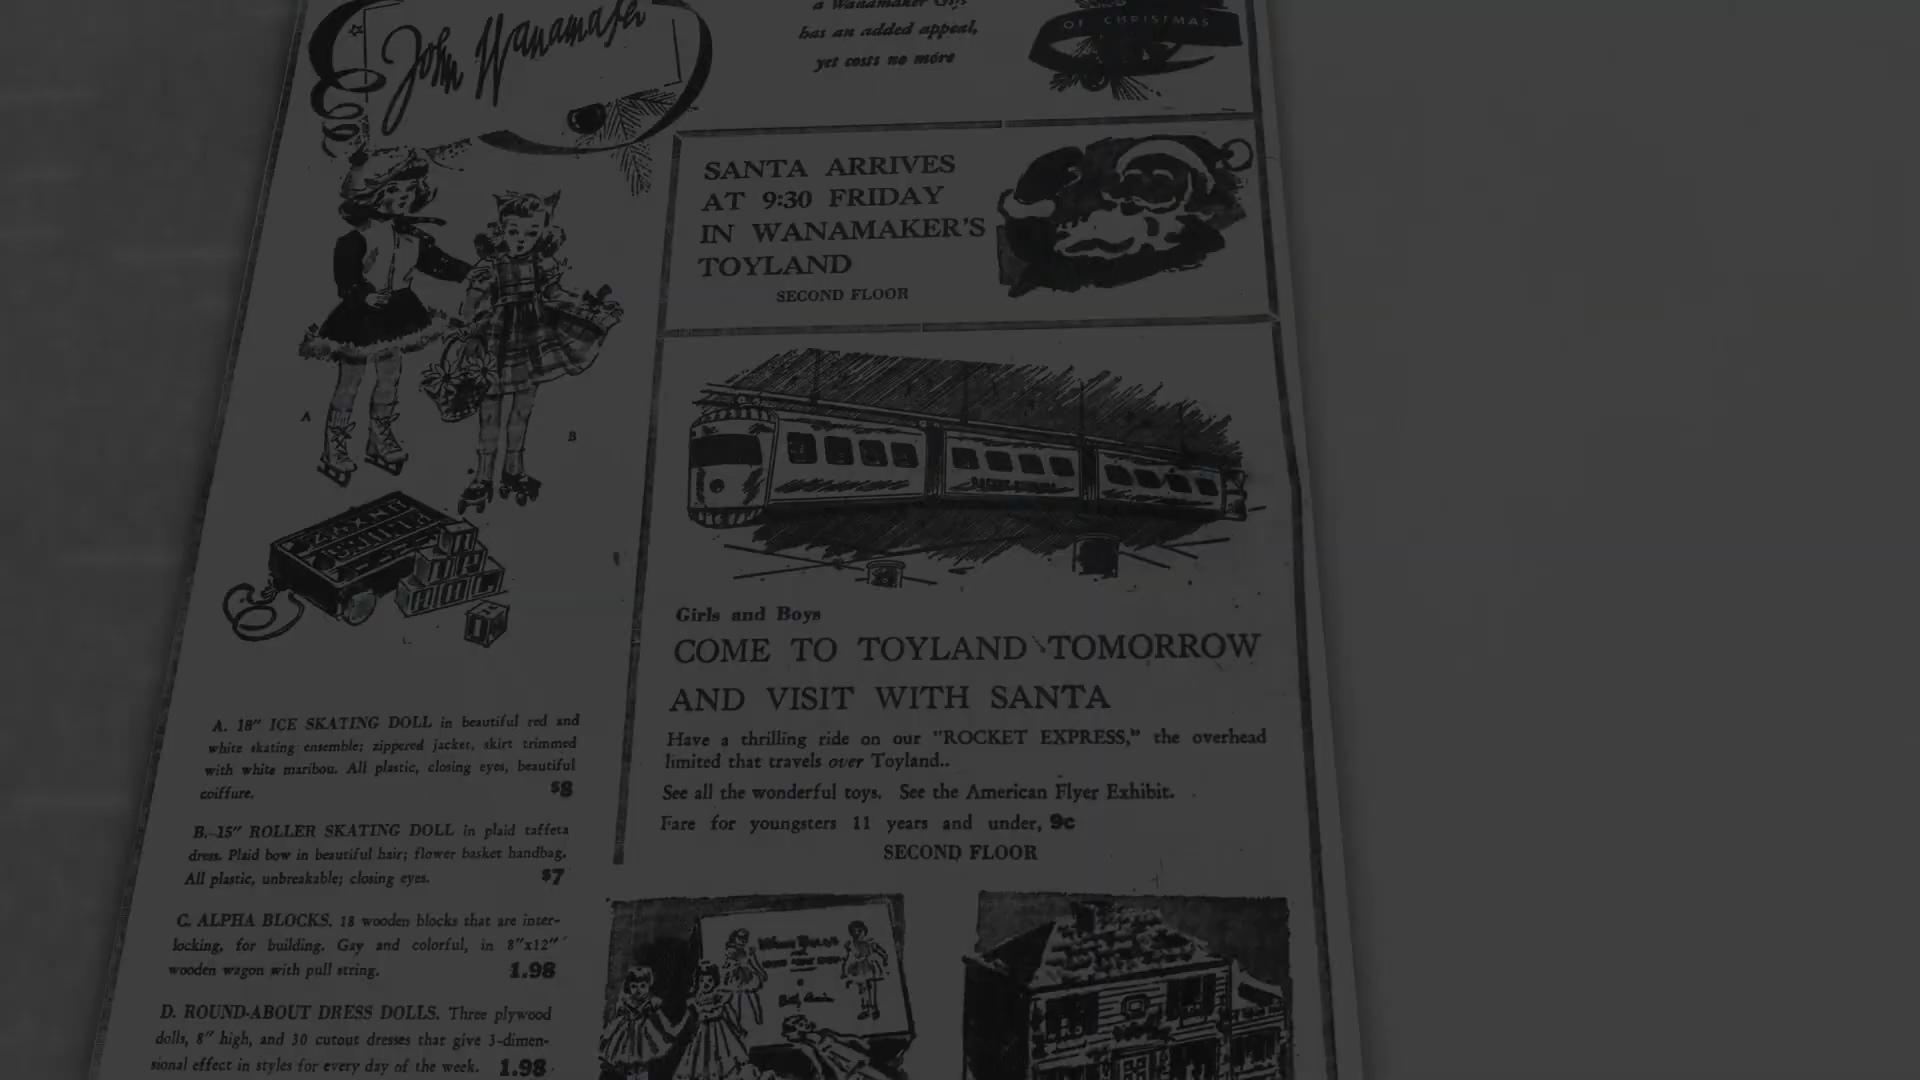 John Wanamaker
a Wanamaker Gift
has an added appeal,
yet costs no more
OF CHRISTMAS
SANTA ARRIVES
AT 9:30 FRIDAY
IN WANAMAKER'S
TOYLAND
SECOND FLOOR
A
B
Girls and Boys
COME TO TOYLAND TOMORROW
AND VISIT WITH SANTA
Have a thrilling ride on our "ROCKET EXPRESS," the overhead
limited that travels over Toyland..
See all the wonderful toys. See the American Flyer Exhibit.
Fare for youngsters 11 years and under, 9c
SECOND FLOOR
A. 18" ICE SKATING DOLL in beautiful red and
white skating ensemble; zippered jacket, skirt trimmed
with white maribou. All plastic, closing eyes, beautiful
coiffure. $8
B. 15" ROLLER SKATING DOLL in plaid taffeta
dress. Plaid bow in beautiful hair; flower basket handbag.
All plastic, unbreakable; closing eyes. $7
C. ALPHA BLOCKS. 18 wooden blocks that are inter-
locking, for building. Gay and colorful, in 8"x12"
wooden wagon with pull string. 1.98
D. ROUND-ABOUT DRESS DOLLS. Three plywood
dolls, 8" high, and 30 cutout dresses that give 3-dimen-
sional effect in styles for every day of the week. 1.98